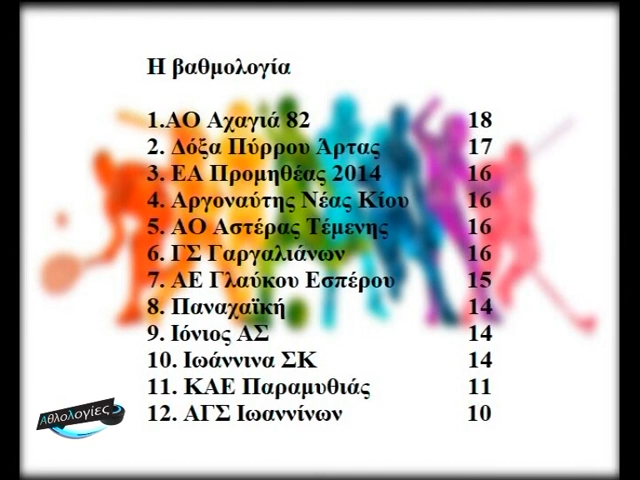 Η βαθμολογία
1.ΑΟ Αχαγιά 82 18
2. Δόξα Πύρρου Άρτας 17
3. ΕΑ Προμηθέας 2014 16
4. Αργοναύτης Νέας Κίου 16
5. ΑΟ Αστέρας Τέμενης 16
6. ΓΣ Γαργαλιάνων 16
7. ΑΕ Γλαύκου Εσπέρου 15
8. Παναχαϊκή 14
9. Ιόνιος ΑΣ 14
10. Ιωάννινα ΣΚ 14
11. ΚΑΕ Παραμυθιάς 11
12. ΑΓΣ Ιωαννίνων 10
Αθλολογίες